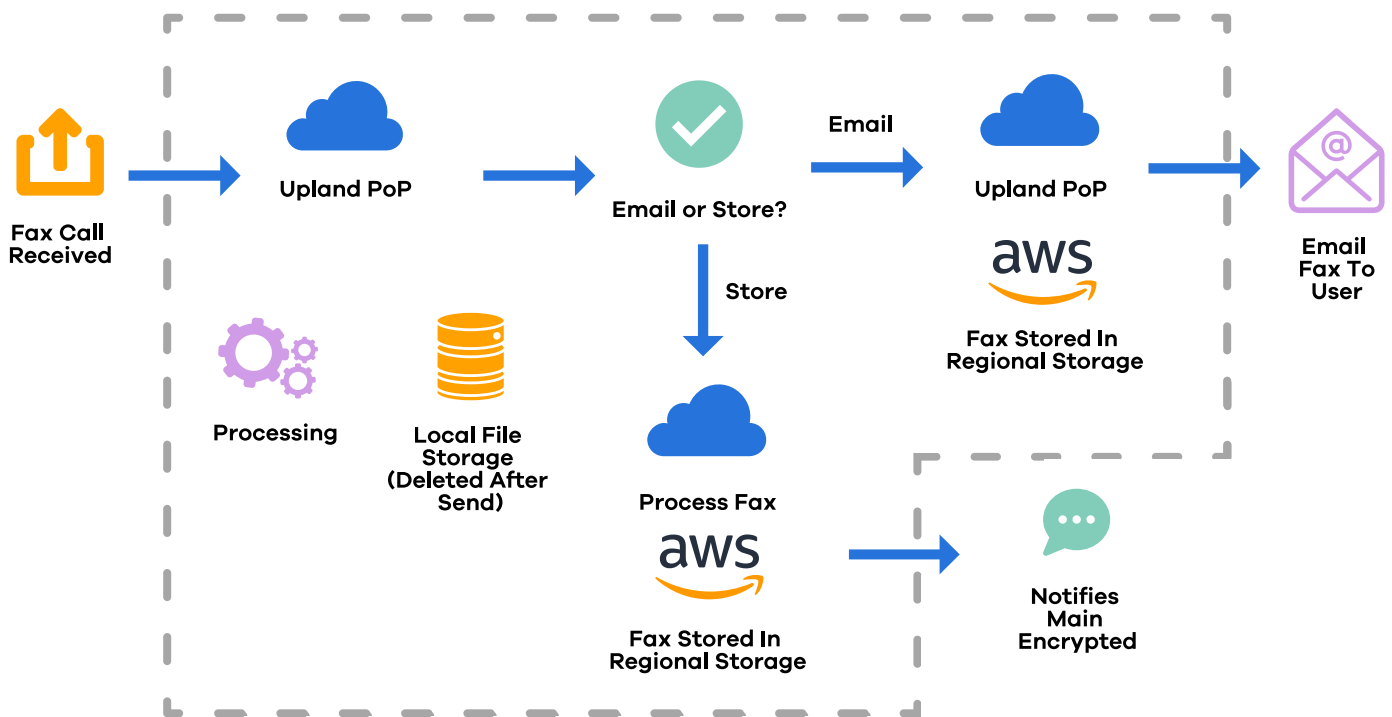 Fax Call
Received
Upland PoP
Email or Store?
Email
Upland PoP
aws
Fax Stored In
Regional Storage
@
Email
Fax To
User
Store
Processing
Local File
Storage
(Deleted After
Send)
Process Fax
aws
Fax Stored In
Regional Storage
Notifies
Main
Encrypted